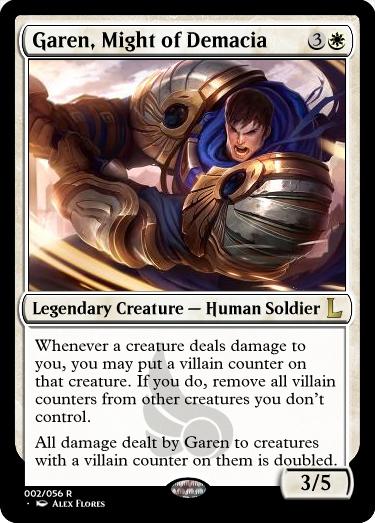 Garen, Might of Demacia 3
Legendary Creature — Human Soldier L
Whenever a creature deals damage to
you, you may put a villain counter on
that creature. If you do, remove all villain
counters from other creatures you don't
control.
All damage dealt by Garen to creatures
with a villain counter on them is doubled.
3/5
002/056 R
· Alex Flores